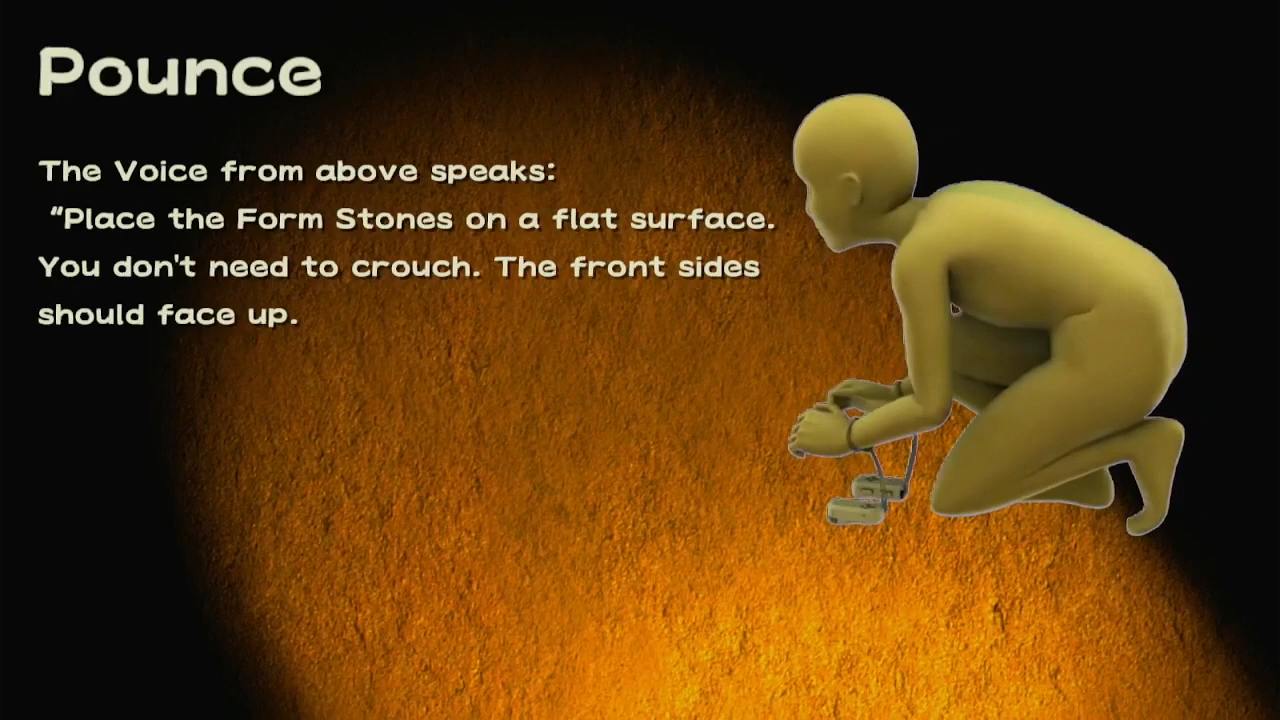 Pounce
The Voice from above speaks:
“Place the Form Stones on a flat surface.
You don't need to crouch. The front sides
should face up.